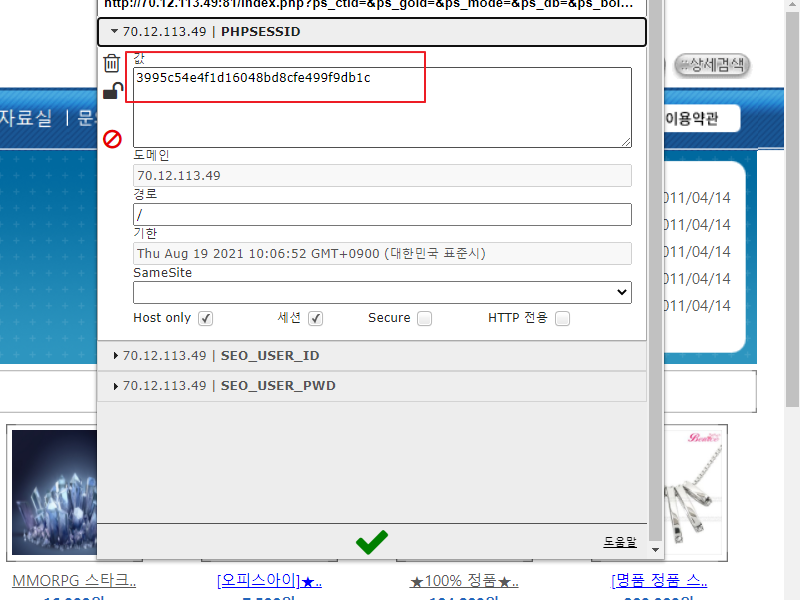 http://70.12.113.49:81/index.php?ps_ctid=&ps_goid=&ps_mode=&ps_db=&ps_boi...
70.12.113.49 | PHPSESSID
값
3995c54e4f1d16048bd8cfe499f9db1c
도메인
70.12.113.49
경로
/
기한
Thu Aug 19 2021 10:06:52 GMT+0900 (대한민국 표준시)
SameSite
Host only 세션 Secure HTTP 전용
70.12.113.49 | SEO_USER_ID
70.12.113.49 | SEO_USER_PWD
도움말
상세검색
자료실 | 문
이용약관
011/04/14
011/04/14
011/04/14
011/04/14
011/04/14
MMORPG 스타크..
[오피스아이]★..
★100% 정품★..
[명품 정품 스..